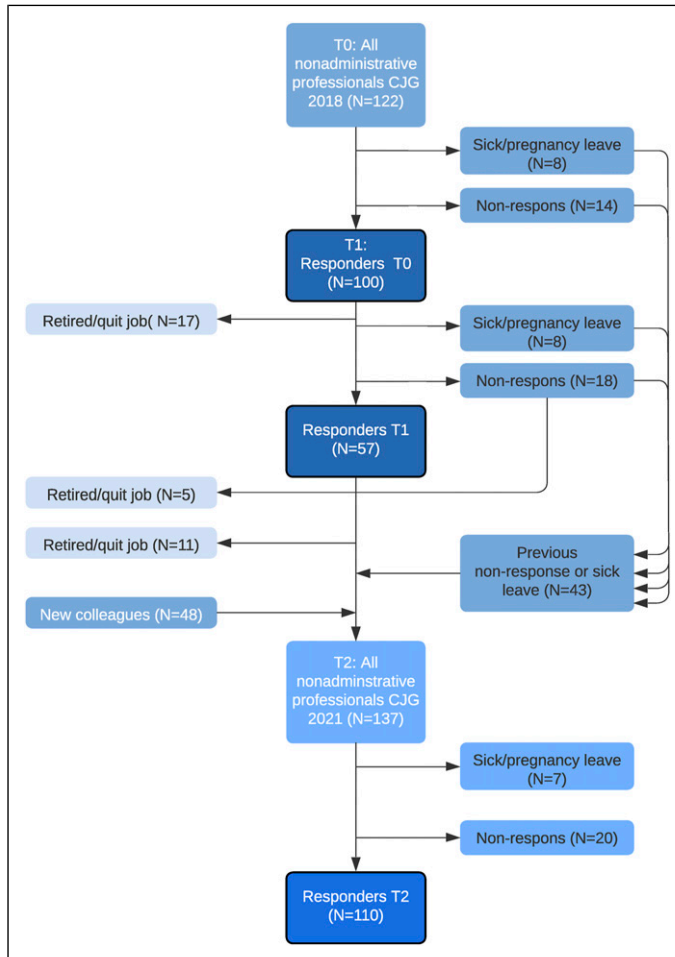 T0: All
nonadministrative
professionals CJG
2018 (N=122)
Sick/pregnancy leave
(N=8)
Non-respons (N=14)
T1:
Responders T0
(N=100)
Retired/quit job( N=17)
Sick/pregnancy leave
(N=8)
Non-respons (N=18)
Responders T1
(N=57)
Retired/quit job (N=5)
Retired/quit job (N=11)
Previous
non-response or sick
leave (N=43)
New colleagues (N=48)
T2: All
nonadminstrative
professionals CJG
2021 (N=137)
Sick/pregnancy leave
(N=7)
Non-respons (N=20)
Responders T2
(N=110)